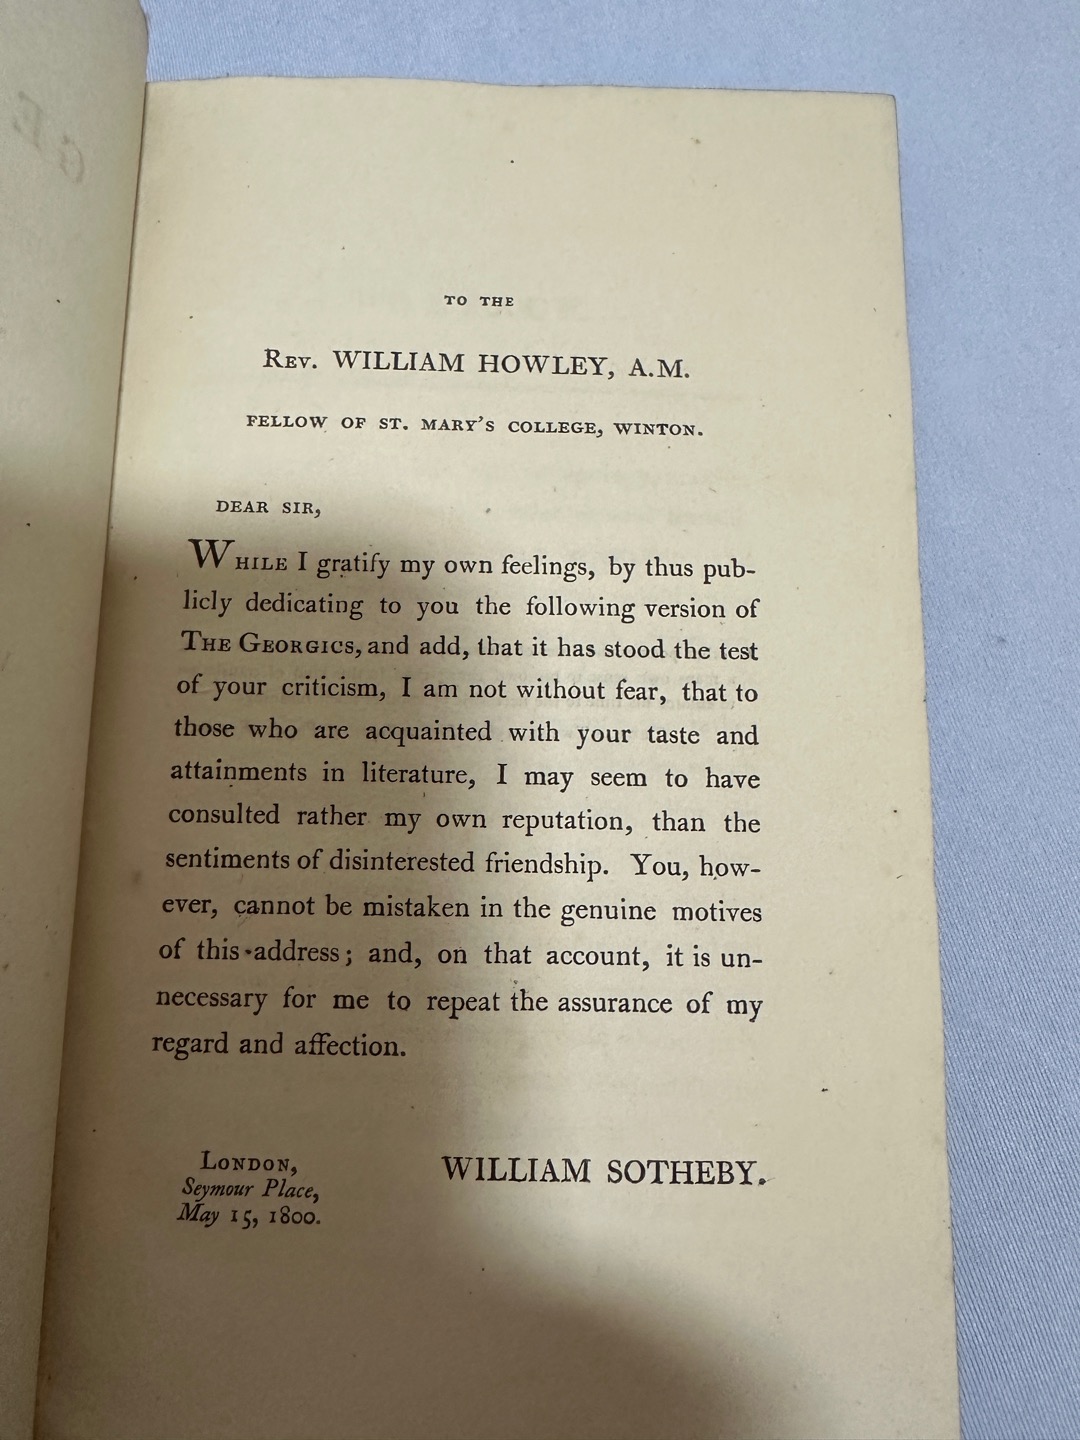 TO THE
REV. WILLIAM HOWLEY, A.M.
FELLOW OF ST. MARY'S COLLEGE, WINTON.
DEAR SIR,
WHILE I gratify my own feelings, by thus pub-
licly dedicating to you the following version of
THE GEORGICS, and add, that it has stood the test
of your criticism, I am not without fear, that to
those who are acquainted with your taste and
attainments in literature, I may seem to have
consulted rather my own reputation, than the
sentiments of disinterested friendship. You, how-
ever, cannot be mistaken in the genuine motives
of this address; and, on that account, it is un-
necessary for me to repeat the assurance of my
regard and affection.
WILLIAM SOTHEBY.
LONDON,
Seymour Place,
May 15, 1800.